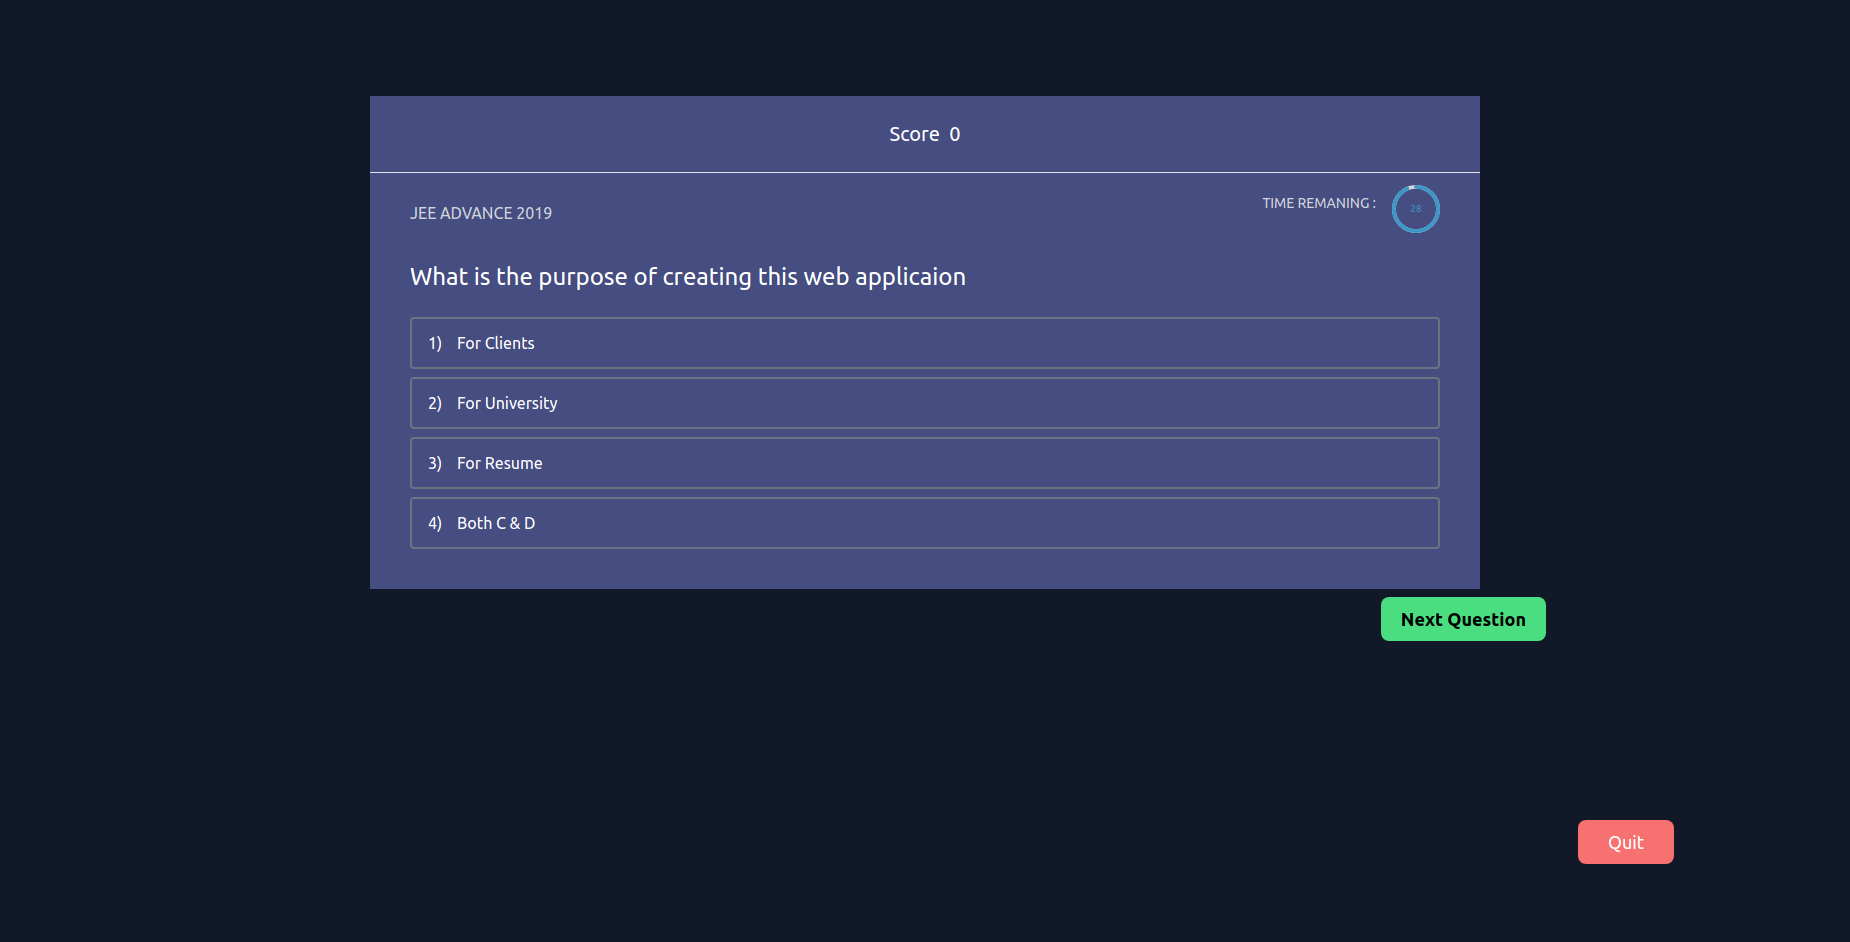 Score 0
JEE ADVANCE 2019
TIME REMANING :
28
What is the purpose of creating this web applicaion
1) For Clients
2) For University
3) For Resume
4) Both C & D
Next Question
Quit